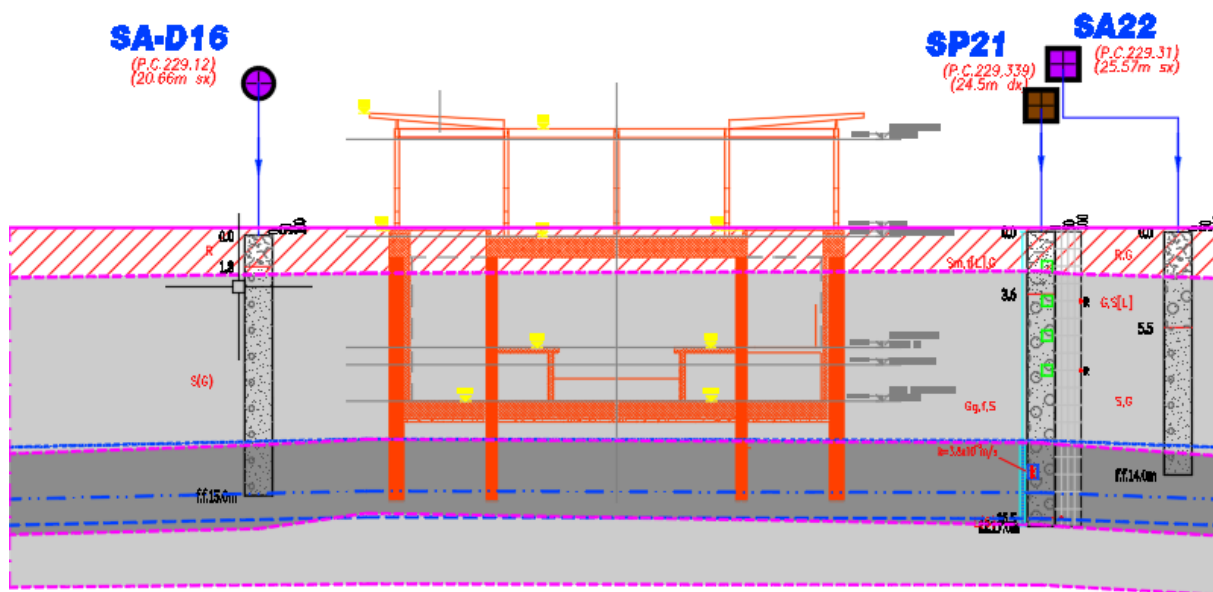 SA-D16
(P.C.229.12)
(20.66m sx)
SP21
(P.C.229,339)
(24.5m dx)
SA22
(P.C.229.31)
(25.57m sx)
0.0
R
1.8
S(G)
f.f.15.0m
0.0
Sm,f[L],G
3.6
Gg,f,S
R
R
0.0
R,G
G,S[L]
5.5
S,G
f.f.14.0m